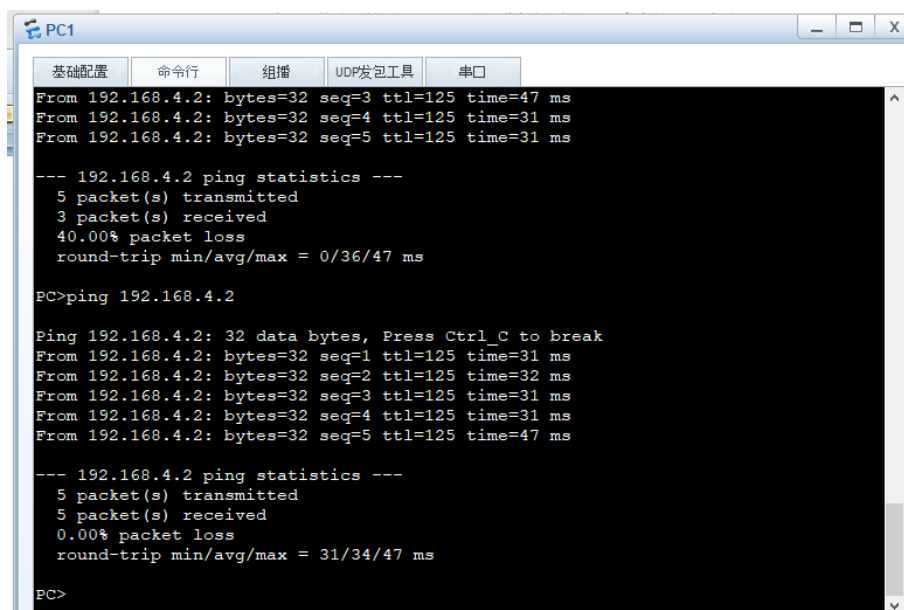 PC1
基础配置 命令行 组播 UDP发包工具 串口
From 192.168.4.2: bytes=32 seq=3 ttl=125 time=47 ms
From 192.168.4.2: bytes=32 seq=4 ttl=125 time=31 ms
From 192.168.4.2: bytes=32 seq=5 ttl=125 time=31 ms
--- 192.168.4.2 ping statistics ---
5 packet(s) transmitted
3 packet(s) received
40.00% packet loss
round-trip min/avg/max = 0/36/47 ms
PC>ping 192.168.4.2
Ping 192.168.4.2: 32 data bytes, Press Ctrl_C to break
From 192.168.4.2: bytes=32 seq=1 ttl=125 time=31 ms
From 192.168.4.2: bytes=32 seq=2 ttl=125 time=32 ms
From 192.168.4.2: bytes=32 seq=3 ttl=125 time=31 ms
From 192.168.4.2: bytes=32 seq=4 ttl=125 time=31 ms
From 192.168.4.2: bytes=32 seq=5 ttl=125 time=47 ms
--- 192.168.4.2 ping statistics ---
5 packet(s) transmitted
5 packet(s) received
0.00% packet loss
round-trip min/avg/max = 31/34/47 ms
PC>